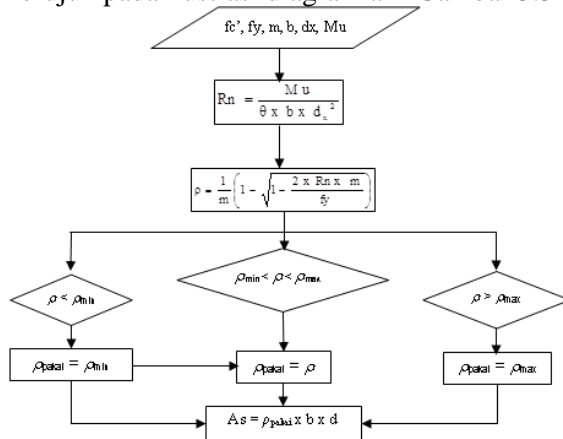 pada
fc', fy, m, b, dx, Mu
Rn = Mu / θ x b x dₓ²
ρ = 1/m (1 - √(1 - 2 x Rn x m / fy))
ρ < ρmin
ρmin < ρ < ρmax
ρ > ρmax
ρpakai = ρmin
ρpakai = ρ
ρpakai = ρmax
As = ρpakai x b x d